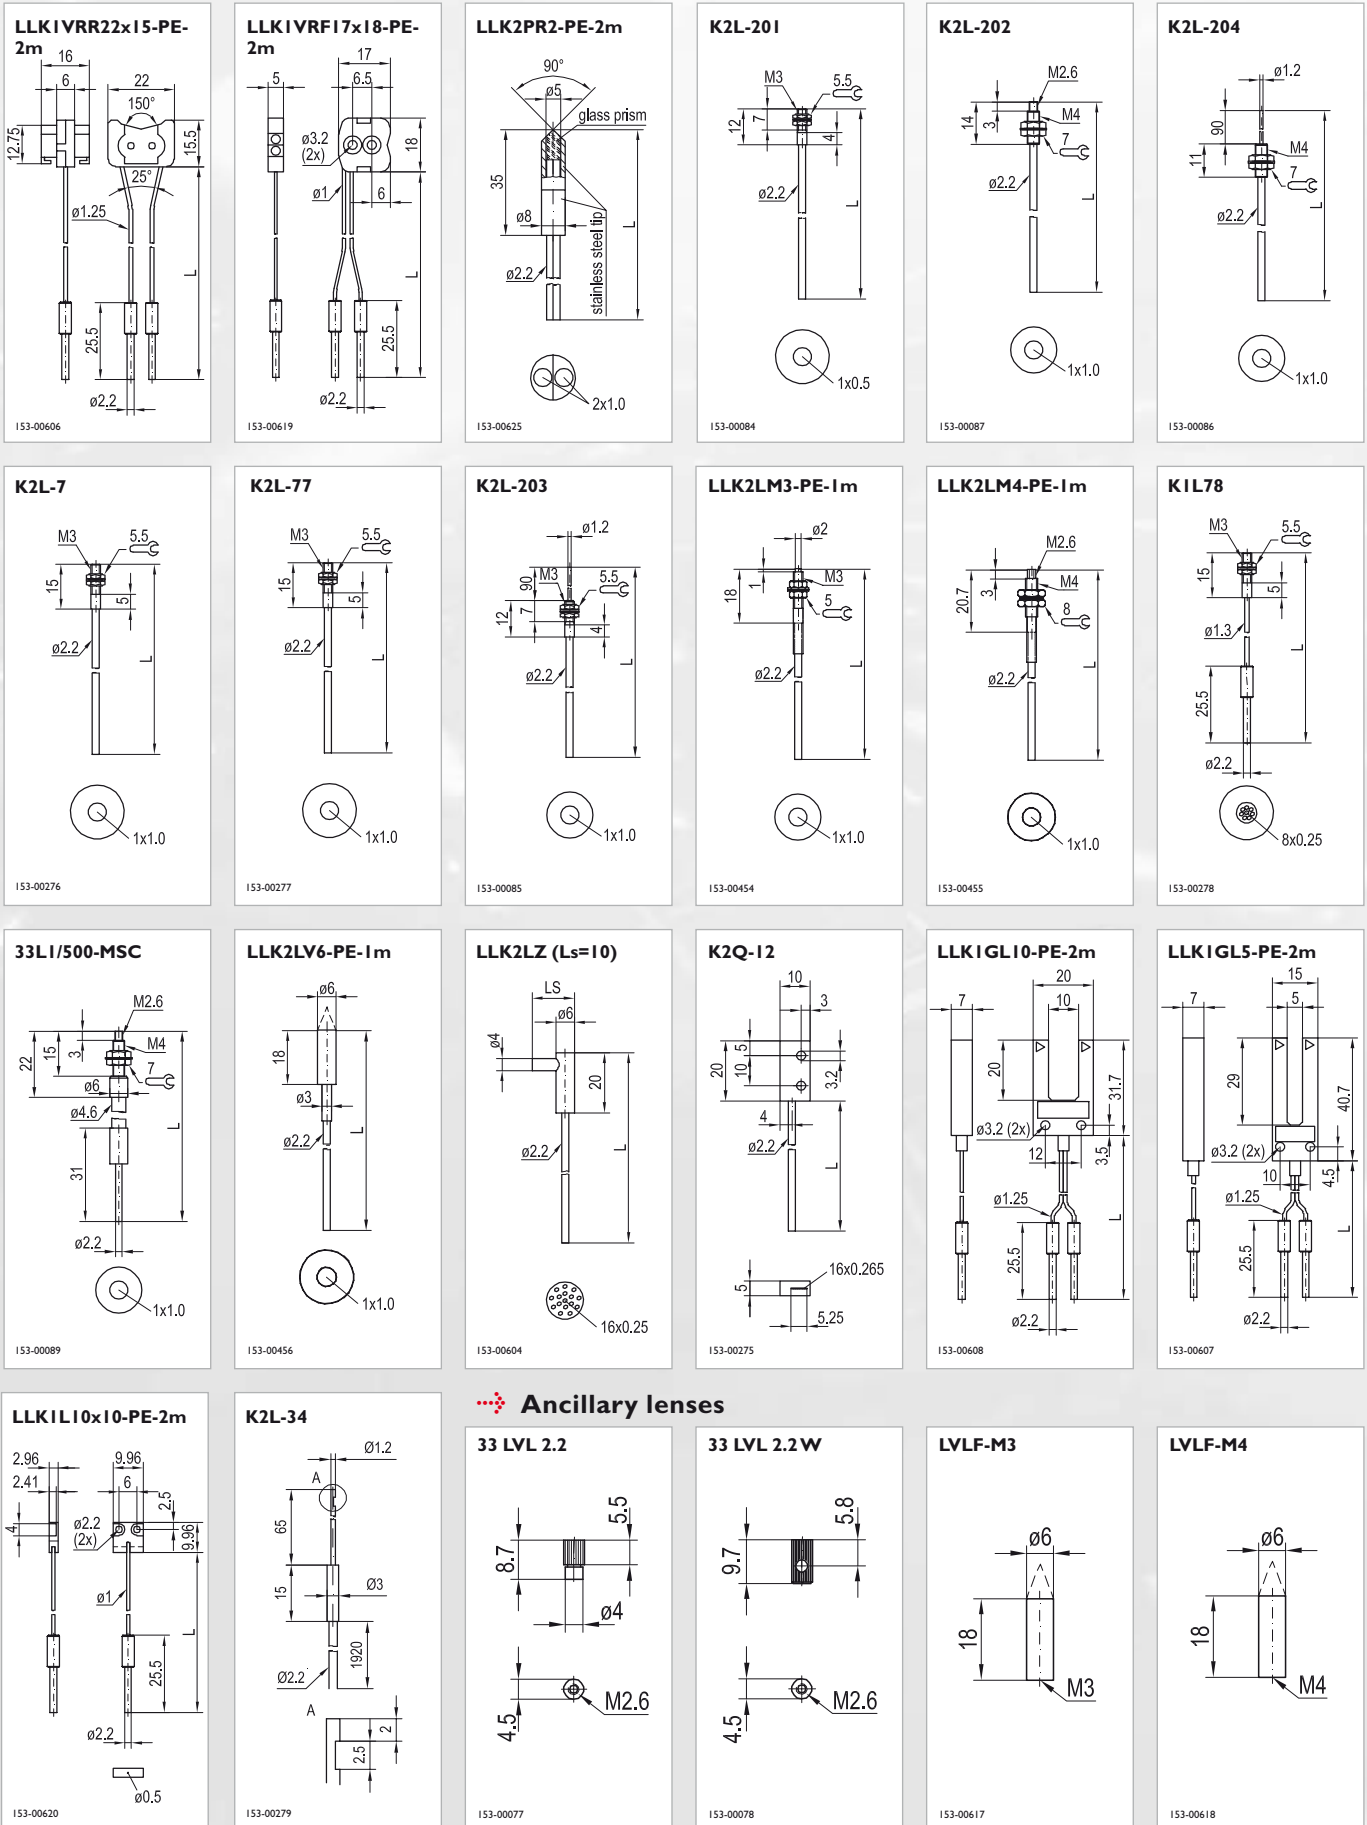 LLK1VRR22x15-PE-
2m
16
6
22
150°
12.75
15.5
25°
ø1.25
L
25.5
ø2.2
153-00606
LLK1VRF17x18-PE-
2m
17
5
6.5
ø3.2
(2x)
18
ø1
6
L
25.5
ø2.2
153-00619
LLK2PR2-PE-2m
90°
ø5
glass prism
35
ø8
L
ø2.2
stainless steel tip
2x1.0
153-00625
K2L-201
M3
5.5
7
12
4
ø2.2
L
1x0.5
153-00084
K2L-202
M2.6
M4
14
3
7
ø2.2
L
1x1.0
153-00087
K2L-204
ø1.2
90
M4
11
7
ø2.2
L
1x1.0
153-00086
K2L-7
M3
5.5
15
5
ø2.2
L
1x1.0
153-00276
K2L-77
M3
5.5
15
5
ø2.2
L
1x1.0
153-00277
K2L-203
ø1.2
90
M3
5.5
12
7
4
ø2.2
L
1x1.0
153-00085
LLK2LM3-PE-1m
ø2
M3
18
1
5
ø2.2
L
1x1.0
153-00454
LLK2LM4-PE-1m
M2.6
M4
20.7
3
8
ø2.2
L
1x1.0
153-00455
K1L78
M3
5.5
15
5
ø1.3
L
25.5
ø2.2
8x0.25
153-00278
33L1/500-MSC
M2.6
M4
22
15
3
7
ø6
ø4.6
L
31
ø2.2
1x1.0
153-00089
LLK2LV6-PE-1m
ø6
18
ø3
ø2.2
L
1x1.0
153-00456
LLK2LZ (Ls=10)
LS
ø6
ø4
20
ø2.2
L
16x0.25
153-00604
K2Q-12
10
3
5
20
10
3.2
4
ø2.2
L
16x0.265
5
5.25
153-00275
LLK1GL10-PE-2m
20
7
10
20
31.7
ø3.2 (2x)
12
3.5
ø1.25
L
25.5
ø2.2
153-00608
LLK1GL5-PE-2m
15
7
5
29
40.7
ø3.2 (2x)
10
4.5
ø1.25
L
25.5
ø2.2
153-00607
LLK1L10x10-PE-2m
2.96
9.96
2.41
6
2.5
4
ø2.2
(2x)
9.96
ø1
L
25.5
ø2.2
ø0.5
153-00620
K2L-34
Ø1.2
A
65
15
Ø3
1920
Ø2.2
A
2
2.5
153-00279
Ancillary lenses
33 LVL 2.2
5.5
8.7
ø4
4.5
M2.6
153-00077
33 LVL 2.2 W
5.8
9.7
4.5
M2.6
153-00078
LVLF-M3
ø6
18
M3
153-00617
LVLF-M4
ø6
18
M4
153-00618